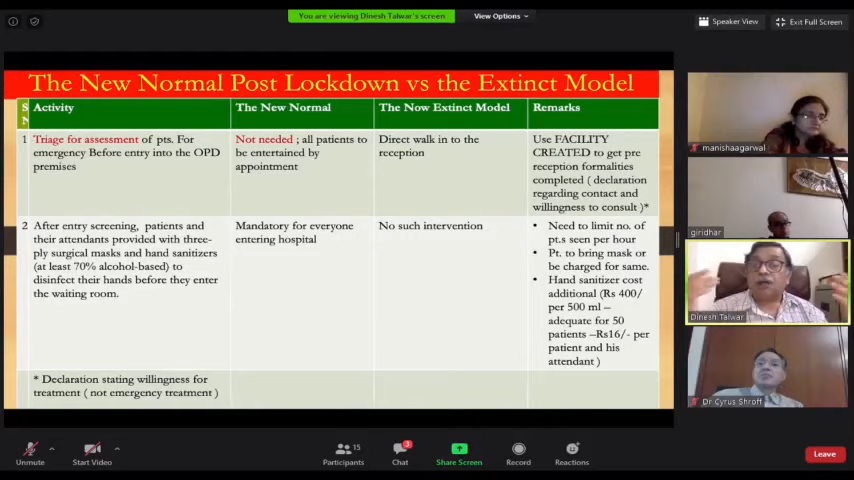 You are viewing Dinesh Talwar's screen
View Options
Speaker View
Exit Full Screen
The New Normal Post Lockdown vs the Extinct Model
S
N
Activity
The New Normal
The Now Extinct Model
Remarks
1
Triage for assessment of pts. For
emergency Before entry into the OPD
premises
Not needed ; all patients to
be entertained by
appointment
Direct walk in to the
reception
Use FACILITY
CREATED to get pre
reception formalities
completed ( declaration
regarding contact and
willingness to consult )*
2
After entry screening, patients and
their attendants provided with three-
ply surgical masks and hand sanitizers
(at least 70% alcohol-based) to
disinfect their hands before they enter
the waiting room.
Mandatory for everyone
entering hospital
No such intervention
• Need to limit no. of
pt.s seen per hour
• Pt. to bring mask or
be charged for same.
• Hand sanitizer cost
additional (Rs 400/
per 500 ml –
adequate for 50
patients –Rs16/- per
patient and his
attendant )
* Declaration stating willingness for
treatment ( not emergency treatment )
manishaagarwal
giridhar
Dinesh Talwar
Dr Cyrus Shroff
Unmute
Start Video
15
Participants
3
Chat
Share Screen
Record
Reactions
Leave